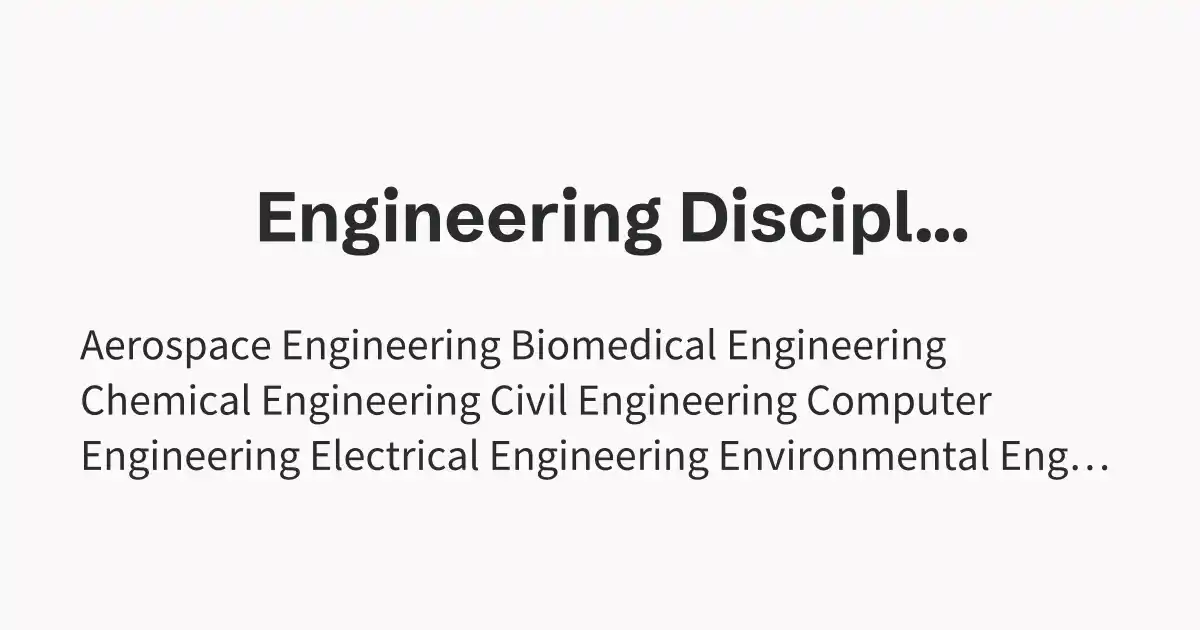 Engineering Discipl...
Aerospace Engineering Biomedical Engineering
Chemical Engineering Civil Engineering Computer
Engineering Electrical Engineering Environmental Eng…